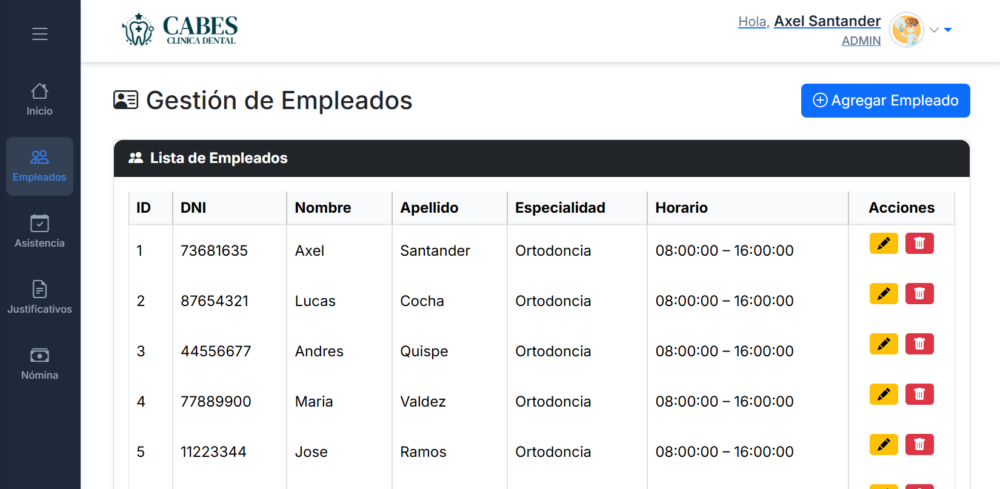 CABES
CLINICA DENTAL
Hola, Axel Santander
ADMIN
Inicio
Empleados
Asistencia
Justificativos
Nómina
Gestión de Empleados
Agregar Empleado
Lista de Empleados
ID DNI Nombre Apellido Especialidad Horario Acciones
1 73681635 Axel Santander Ortodoncia 08:00:00 – 16:00:00
2 87654321 Lucas Cocha Ortodoncia 08:00:00 – 16:00:00
3 44556677 Andres Quispe Ortodoncia 08:00:00 – 16:00:00
4 77889900 Maria Valdez Ortodoncia 08:00:00 – 16:00:00
5 11223344 Jose Ramos Ortodoncia 08:00:00 – 16:00:00